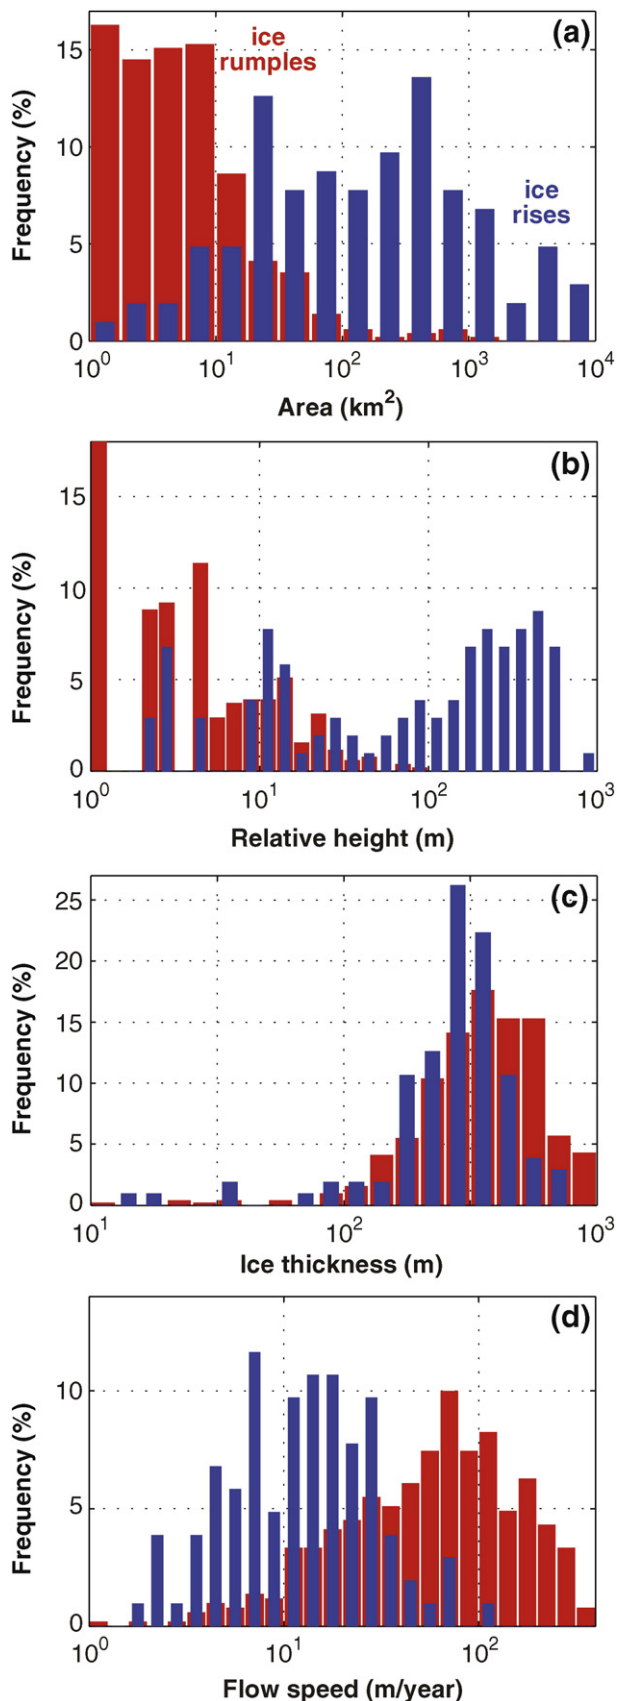 (a)
ice
rumples
ice
rises
Frequency (%)
15
10
5
0
10^0 10^1 10^2 10^3 10^4
Area (km^2)
(b)
Frequency (%)
15
10
5
0
10^0 10^1 10^2 10^3
Relative height (m)
(c)
Frequency (%)
25
20
15
10
5
0
10^1 10^2 10^3
Ice thickness (m)
(d)
Frequency (%)
10
5
0
10^0 10^1 10^2
Flow speed (m/year)